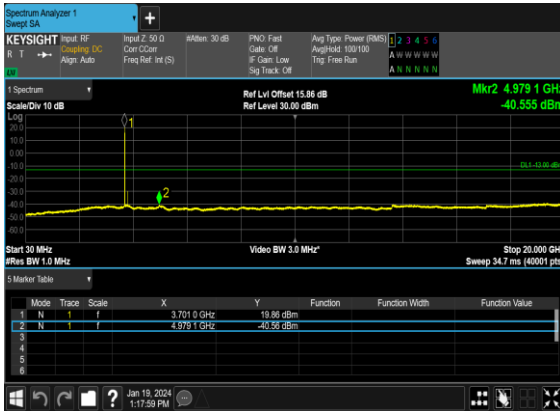 Spectrum Analyzer 1
Swept SA
+
KEYSIGHT Input: RF Input Z: 50 Ω #Atten: 30 dB PNO: Fast Avg Type: Power (RMS) 1 2 3 4 5 6
R T Coupling: DC Corr CCorr Gate: Off Avg|Hold: 100/100 A W W W W W
Align: Auto Freq Ref: Int (S) IF Gain: Low Trig: Free Run
Sig Track: Off A N N N N N
1 Spectrum Ref Lvl Offset 15.86 dB Mkr2 4.979 1 GHz
Scale/Div 10 dB Ref Level 30.00 dBm -40.555 dBm
Log
1
20.0
10.0
0.00
-10.0
DL1 -13.00 dBm
-20.0
-30.0
2
-40.0
-50.0
-60.0
Start 30 MHz Video BW 3.0 MHz* Stop 20.000 GHz
#Res BW 1.0 MHz Sweep 34.7 ms (40001 pts)
5 Marker Table
Mode Trace Scale X Y Function Function Width Function Value
1 N 1 f 3.701 0 GHz 19.86 dBm
2 N 1 f 4.979 1 GHz -40.56 dBm
3
4
5
6
? Jan 19, 2024
1:17:59 PM